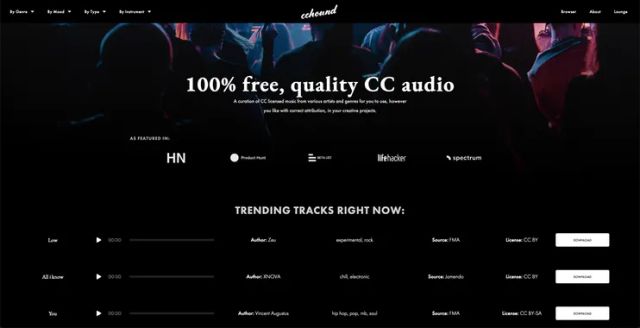 By Genre By Mood By Type By Instrument cchound Browser About Lounge
100% free, quality CC audio
A curation of CC licensed music from various artists and genres for you to use, however
you like with correct attribution, in your creative projects.
AS FEATURED IN:
HN Product Hunt BETA LIST lifehacker spectrum
TRENDING TRACKS RIGHT NOW:
Low 00:00 Author: Zeu experimental, rock Source: FMA License: CC BY DOWNLOAD
All i know 00:00 Author: XNOVA chill, electronic Source: Jamendo License: CC BY DOWNLOAD
You 00:00 Author: Vincent Augustus hip hop, pop, rnb, soul Source: FMA License: CC BY-SA DOWNLOAD